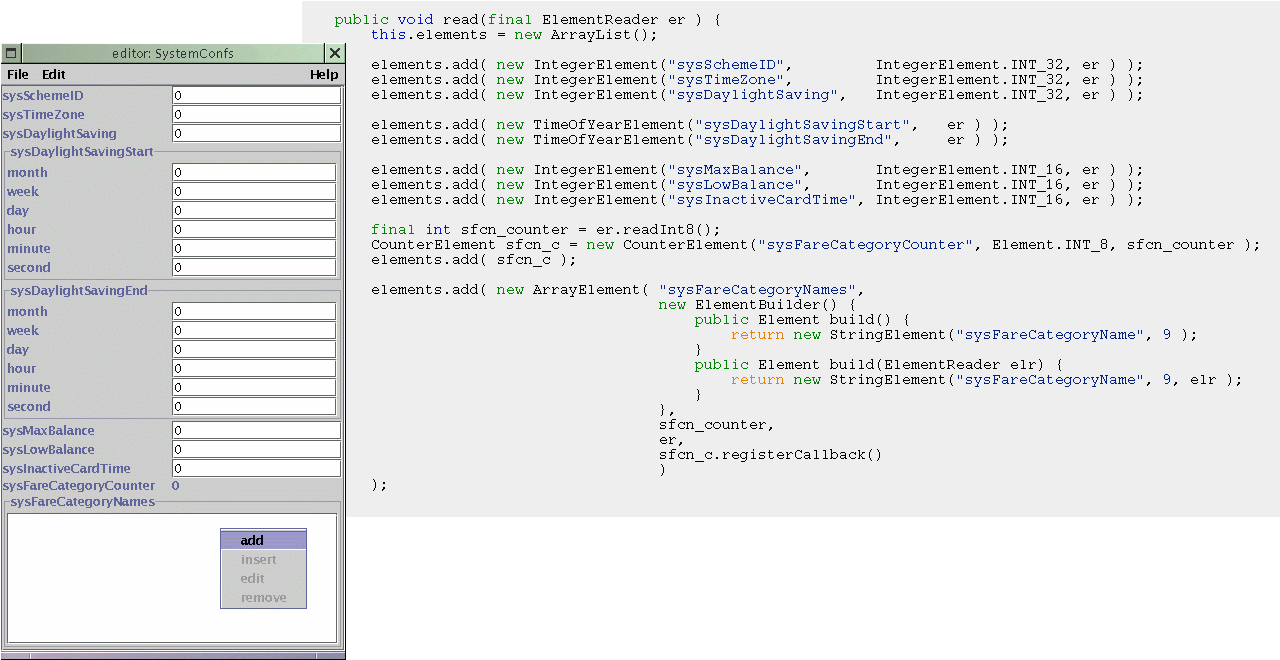 editor: SystemConfs
File Edit Help
sysSchemeID 0
sysTimeZone 0
sysDaylightSaving 0
sysDaylightSavingStart
month 0
week 0
day 0
hour 0
minute 0
second 0
sysDaylightSavingEnd
month 0
week 0
day 0
hour 0
minute 0
second 0
sysMaxBalance 0
sysLowBalance 0
sysInactiveCardTime 0
sysFareCategoryCounter 0
sysFareCategoryNames
add
insert
edit
remove
public void read(final ElementReader er ) {
this.elements = new ArrayList();
elements.add( new IntegerElement("sysSchemeID", IntegerElement.INT_32, er ) );
elements.add( new IntegerElement("sysTimeZone", IntegerElement.INT_32, er ) );
elements.add( new IntegerElement("sysDaylightSaving", IntegerElement.INT_32, er ) );
elements.add( new TimeOfYearElement("sysDaylightSavingStart", er ) );
elements.add( new TimeOfYearElement("sysDaylightSavingEnd", er ) );
elements.add( new IntegerElement("sysMaxBalance", IntegerElement.INT_16, er ) );
elements.add( new IntegerElement("sysLowBalance", IntegerElement.INT_16, er ) );
elements.add( new IntegerElement("sysInactiveCardTime", IntegerElement.INT_16, er ) );
final int sfcn_counter = er.readInt8();
CounterElement sfcn_c = new CounterElement("sysFareCategoryCounter", Element.INT_8, sfcn_counter );
elements.add( sfcn_c );
elements.add( new ArrayElement( "sysFareCategoryNames",
new ElementBuilder() {
public Element build() {
return new StringElement("sysFareCategoryName", 9 );
}
public Element build(ElementReader elr) {
return new StringElement("sysFareCategoryName", 9, elr );
}
},
sfcn_counter,
er,
sfcn_c.registerCallback()
)
);